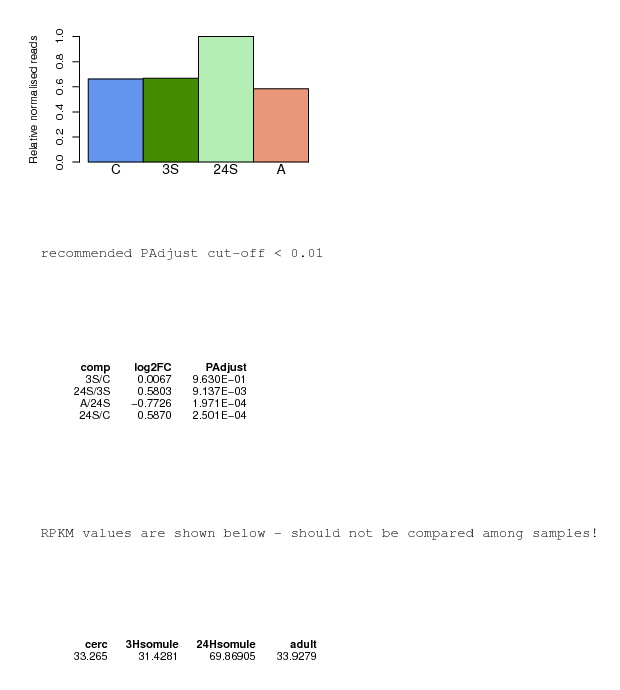 Relative normalised reads
1.0
0.8
0.6
0.4
0.2
0.0
C 3S 24S A
recommended PAdjust cut-off < 0.01
comp log2FC PAdjust
3S/C 0.0067 9.630E−01
24S/3S 0.5803 9.137E−03
A/24S −0.7726 1.971E−04
24S/C 0.5870 2.501E−04
RPKM values are shown below - should not be compared among samples!
cerc 3Hsomule 24Hsomule adult
33.265 31.4281 69.86905 33.9279